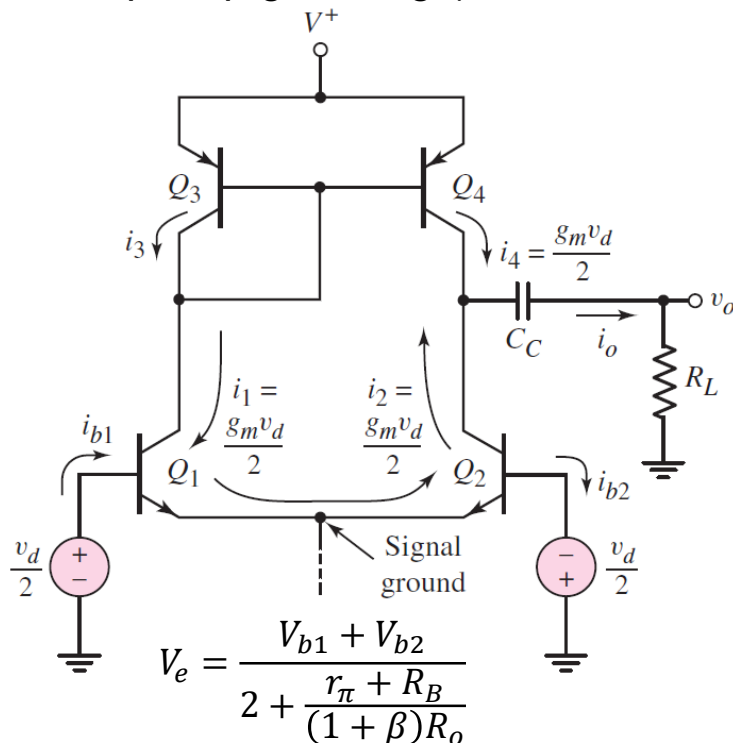 V⁺
Q₃
Q₄
i₃
i₄ = gₘv_d/2
v_o
C_C
i_o
R_L
i₁ = gₘv_d/2
i₂ = gₘv_d/2
i_b1
Q₁
Q₂
i_b2
v_d/2
+
−
Signal
ground
−
+
v_d/2
V_e = (V_b1 + V_b2)/(2 + (r_π + R_B)/((1 + β)R_o))